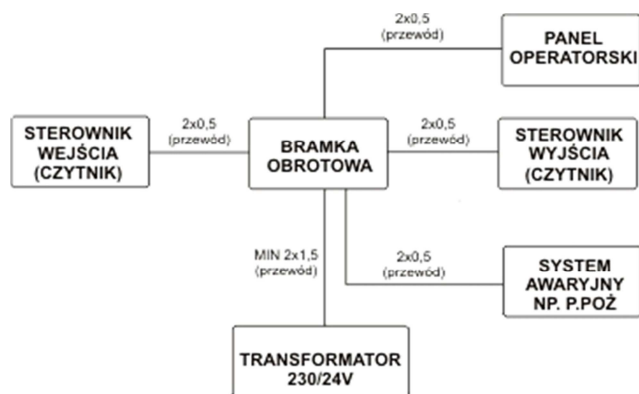 2x0,5
(przewód)
PANEL
OPERATORSKI
STEROWNIK
WEJŚCIA
(CZYTNIK)
2x0,5
(przewód)
BRAMKA
OBROTOWA
2x0,5
(przewód)
STEROWNIK
WYJŚCIA
(CZYTNIK)
MIN 2x1,5
(przewód)
2x0,5
(przewód)
SYSTEM
AWARYJNY
NP. P.POŻ
TRANSFORMATOR
230/24V